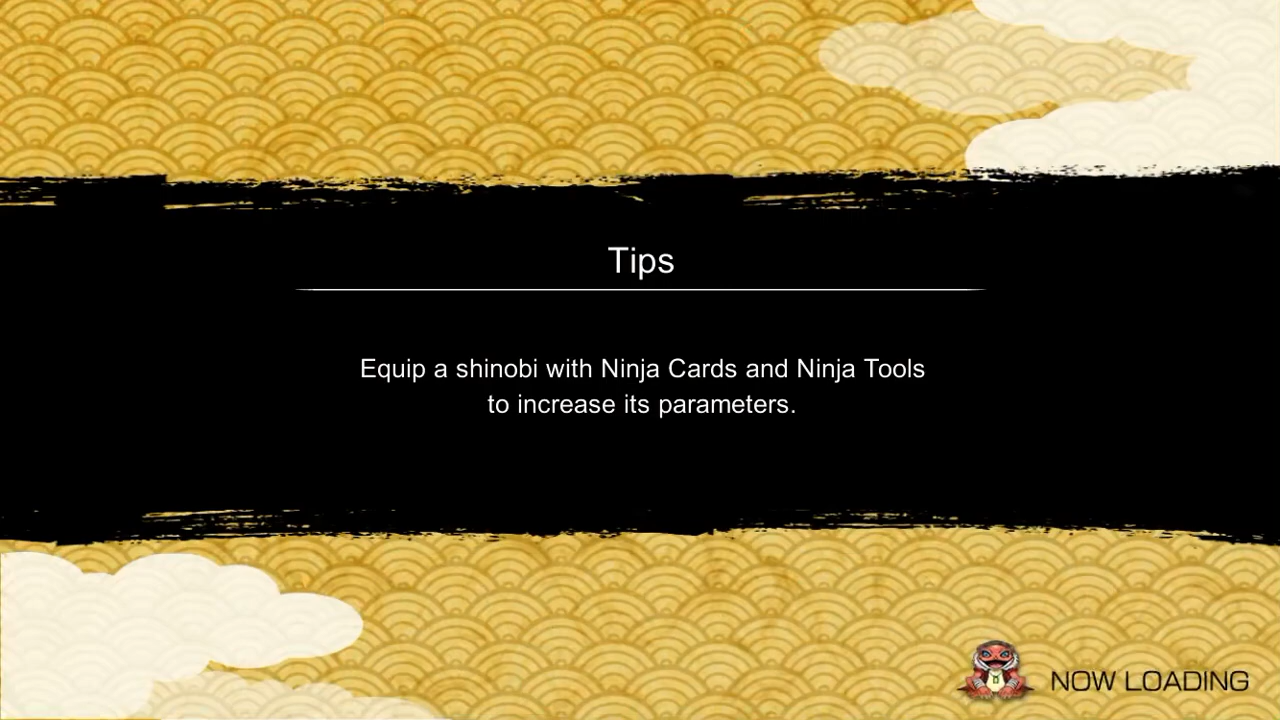 Tips
Equip a shinobi with Ninja Cards and Ninja Tools
to increase its parameters.
NOW LOADING